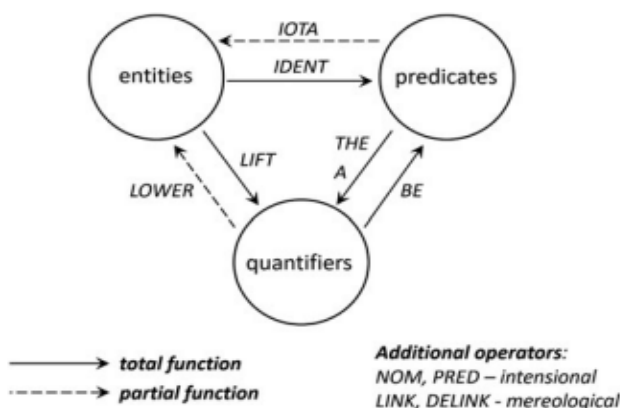 IOTA
entities
IDENT
predicates
LIFT
THE
A
LOWER
BE
quantifiers
total function
partial function
Additional operators:
NOM, PRED – intensional
LINK, DELINK - mereological